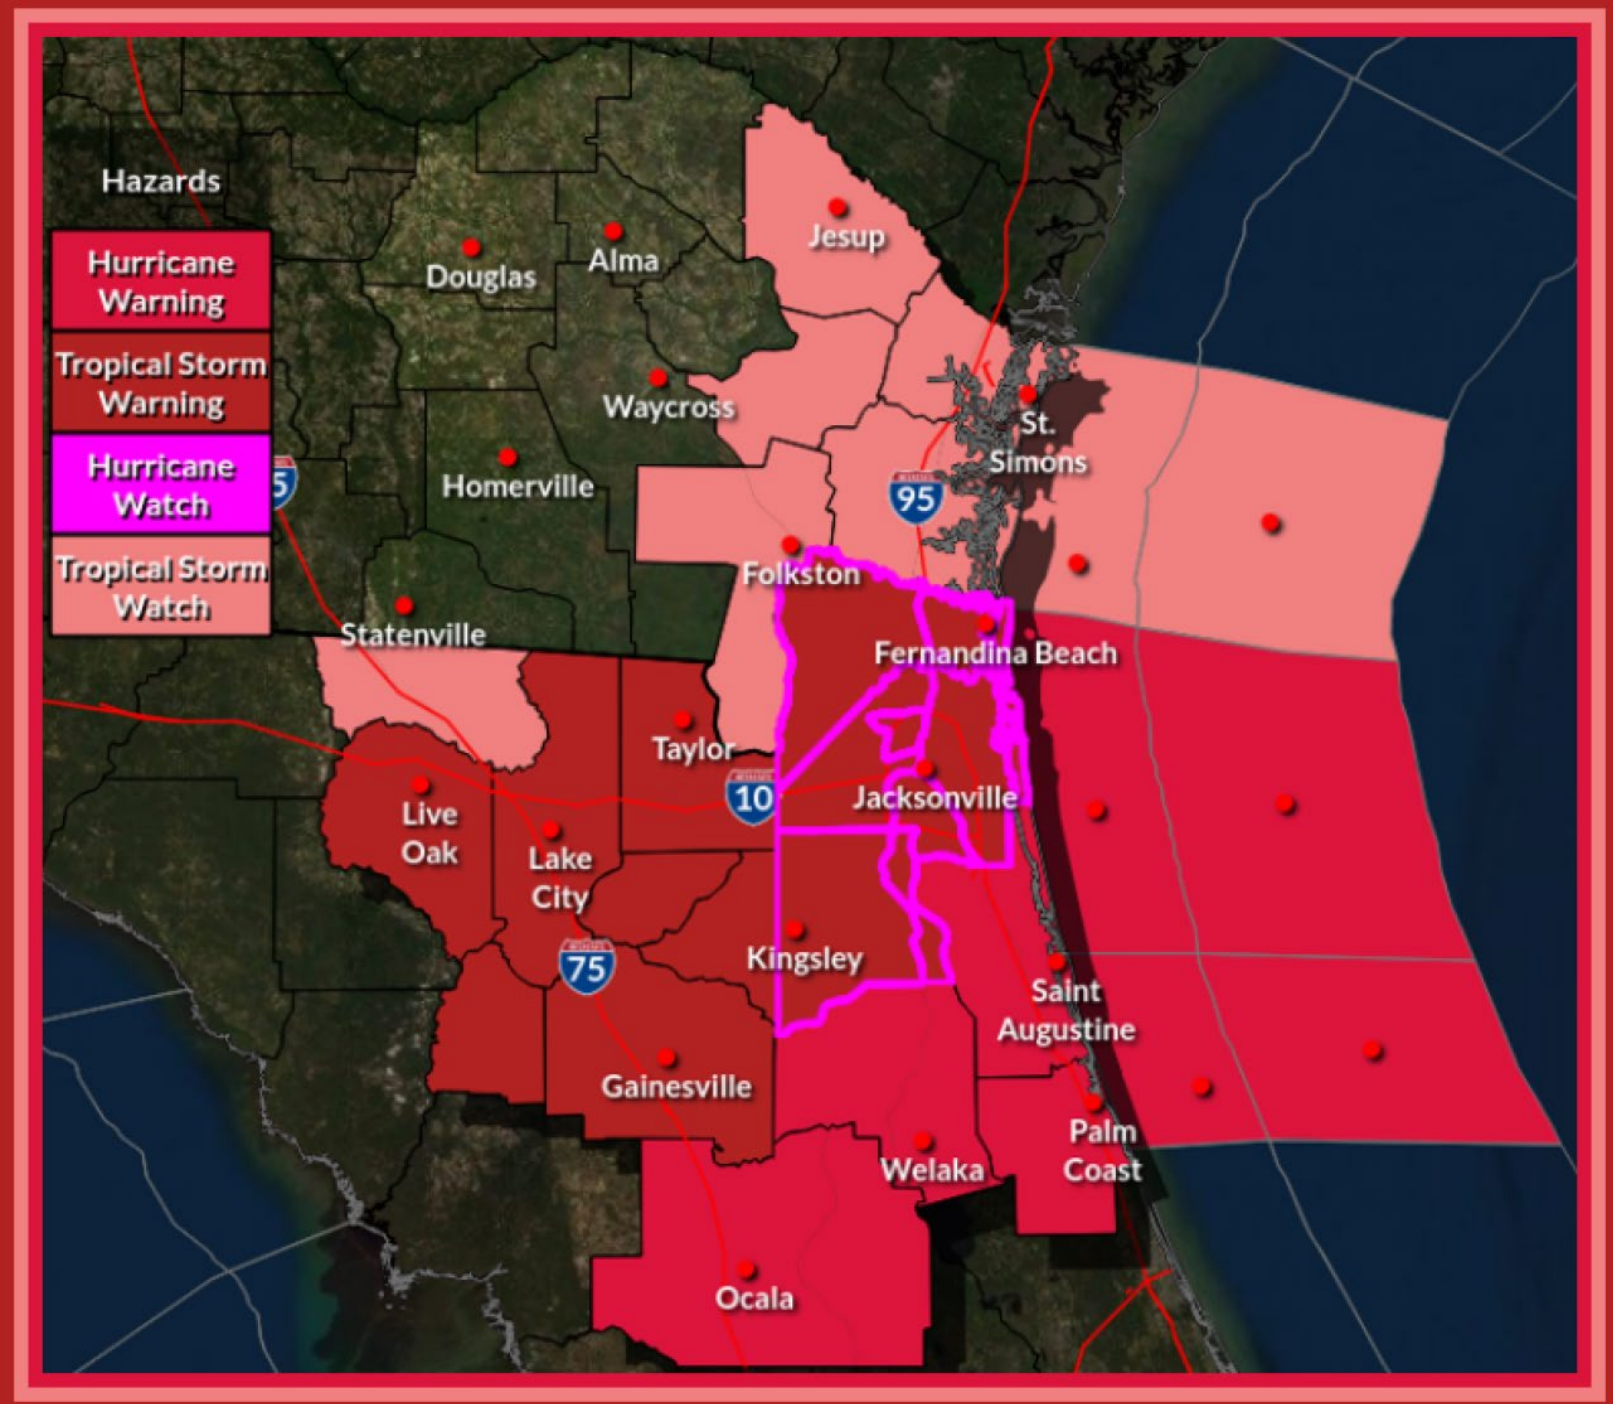 Hazards
Hurricane
Warning
Tropical Storm
Warning
Hurricane
Watch
Tropical Storm
Watch
Jesup
Douglas
Alma
Waycross
St.
Simons
Homerville
5
95
Folkston
Statenville
Fernandina Beach
Taylor
10
Jacksonville
Live
Oak
Lake
City
75
Kingsley
Saint
Augustine
Gainesville
Palm
Coast
Welaka
Ocala